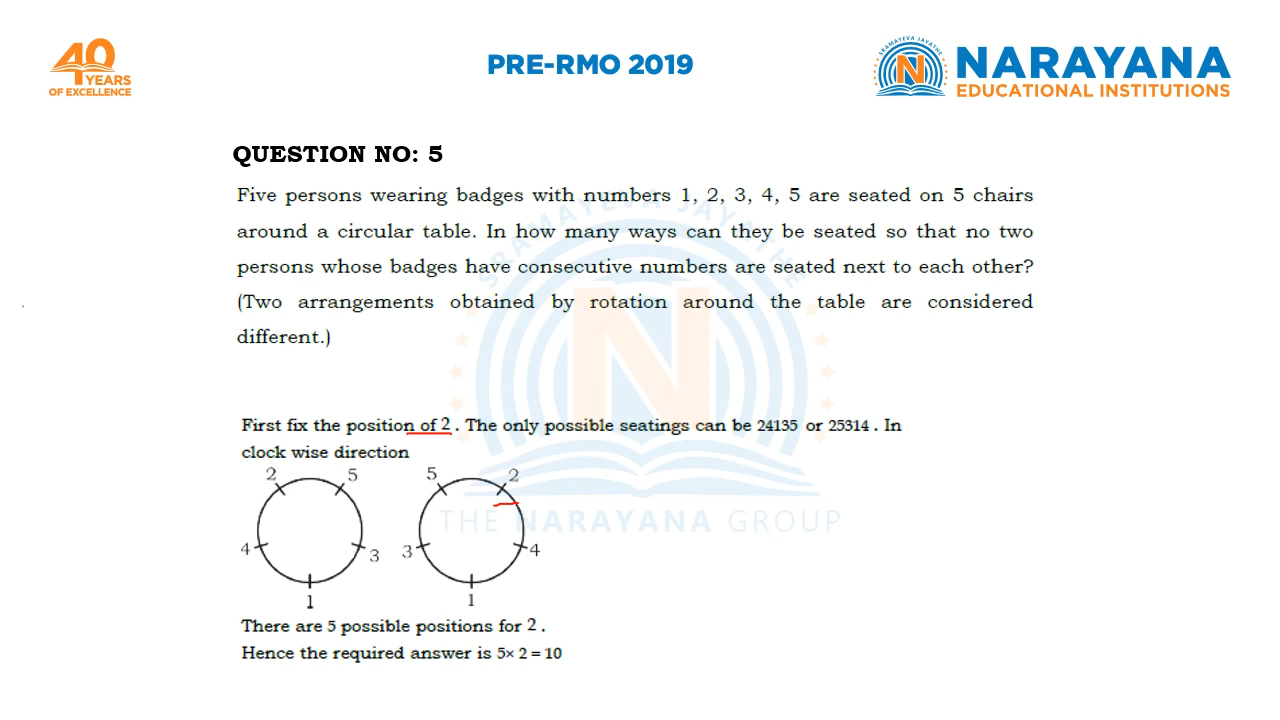 40
YEARS
OF EXCELLENCE
PRE-RMO 2019
SRAMAYEVA JAYATHE
N
NARAYANA
EDUCATIONAL INSTITUTIONS
QUESTION NO: 5
Five persons wearing badges with numbers 1, 2, 3, 4, 5 are seated on 5 chairs
around a circular table. In how many ways can they be seated so that no two
persons whose badges have consecutive numbers are seated next to each other?
(Two arrangements obtained by rotation around the table are considered
different.)
SRAMAYEVA JAYATHE
N
First fix the position of 2 . The only possible seatings can be 24135 or 25314 . In
clock wise direction
2 5 5 2
4 3 3 4
1 1
THE NARAYANA GROUP
There are 5 possible positions for 2 .
Hence the required answer is 5× 2 = 10